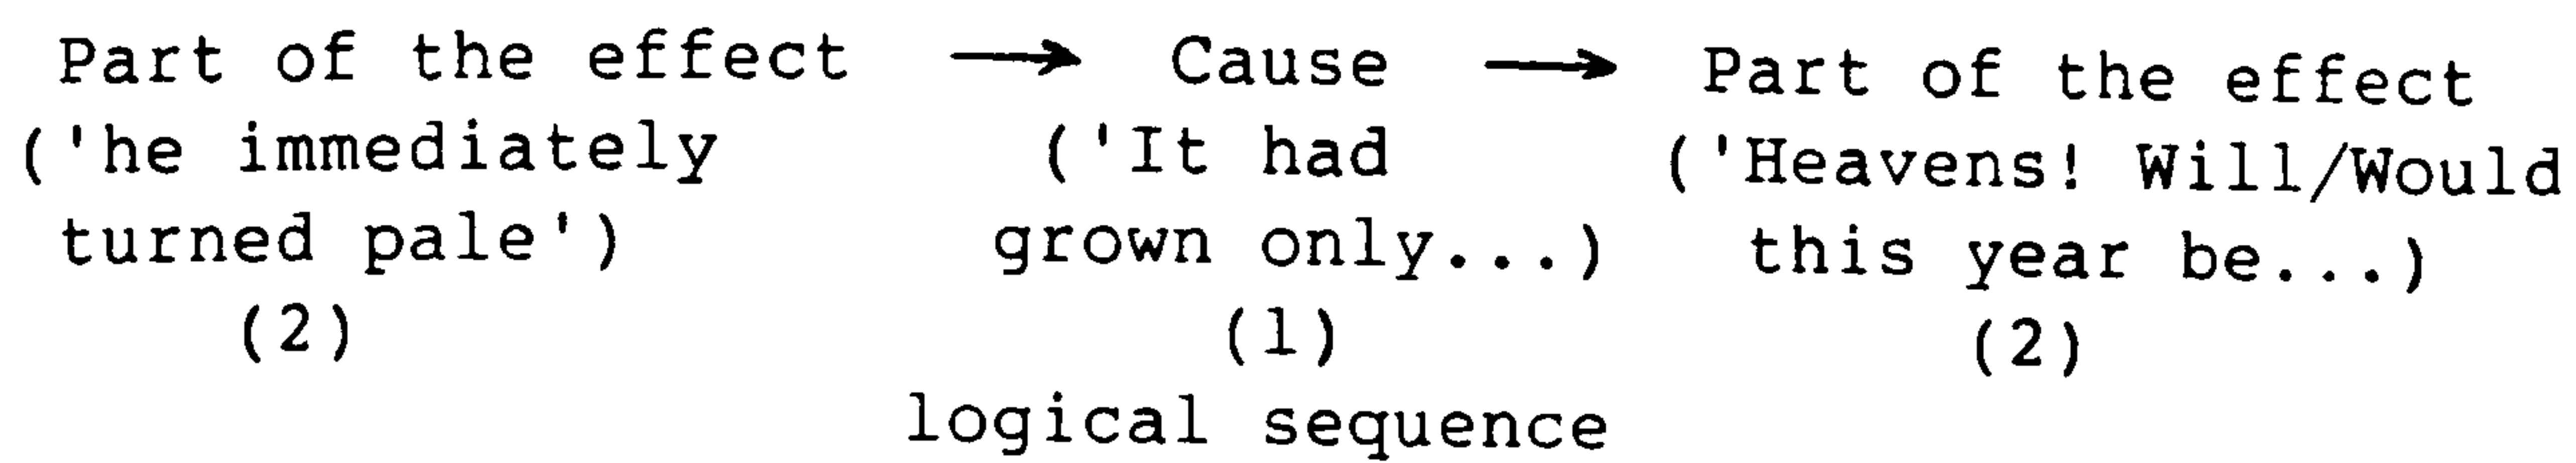 Part of the effect → Cause → Part of the effect
('he immediately ('It had ('Heavens! Will/Would
turned pale') grown only...) this year be...)
(2) (1) (2)
logical sequence